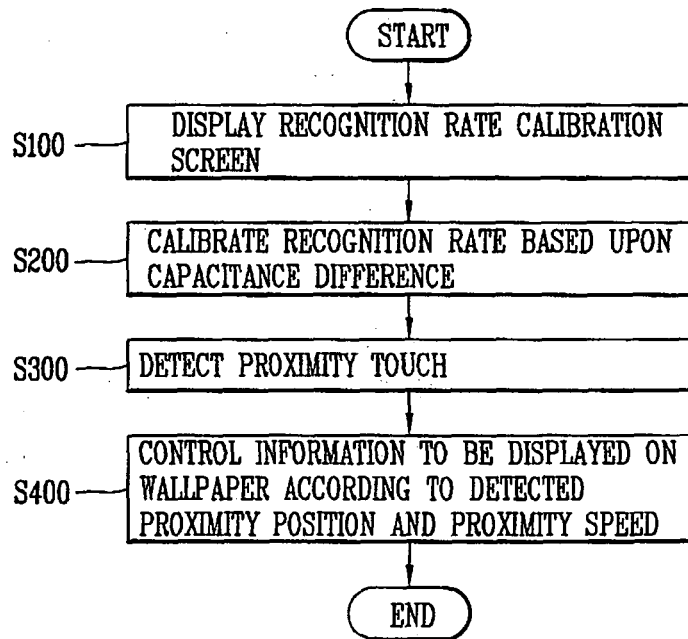 START
S100
DISPLAY RECOGNITION RATE CALIBRATION
SCREEN
S200
CALIBRATE RECOGNITION RATE BASED UPON
CAPACITANCE DIFFERENCE
S300
DETECT PROXIMITY TOUCH
S400
CONTROL INFORMATION TO BE DISPLAYED ON
WALLPAPER ACCORDING TO DETECTED
PROXIMITY POSITION AND PROXIMITY SPEED
END